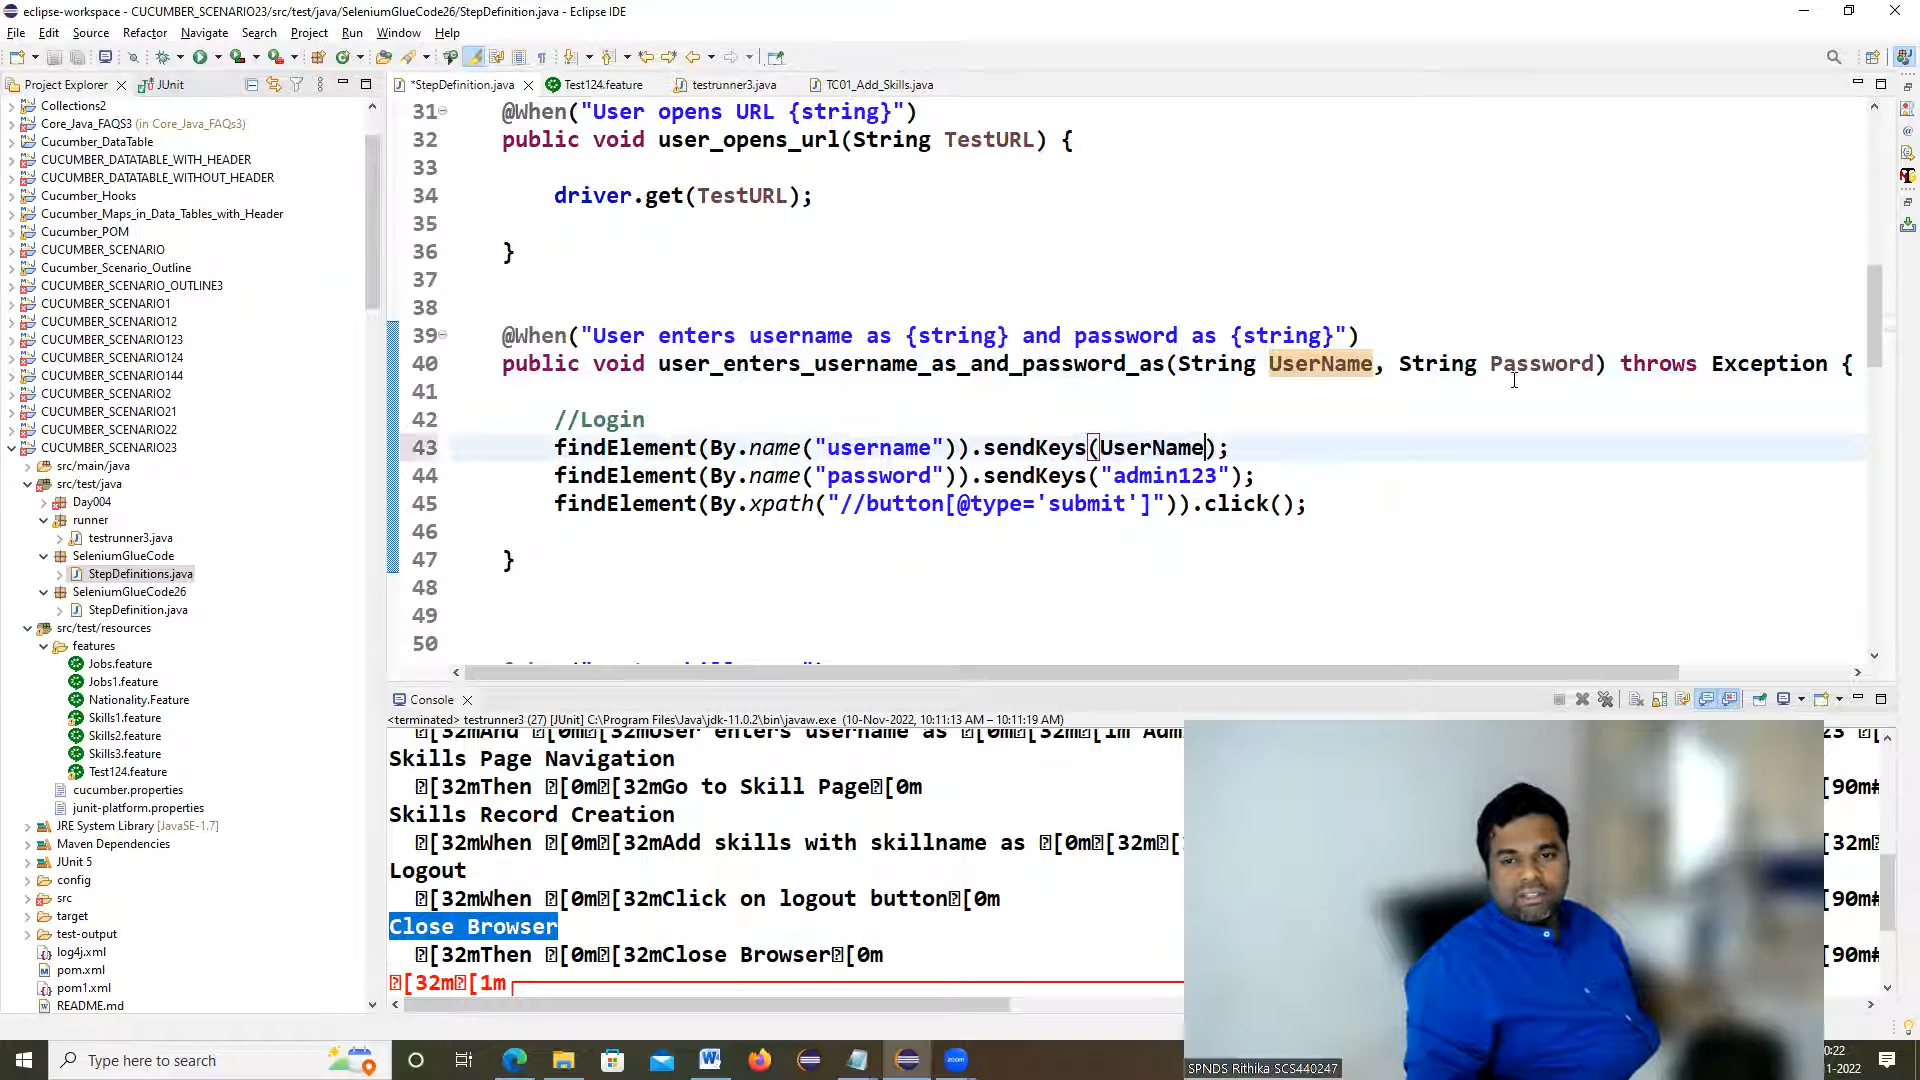 eclipse-workspace - CUCUMBER_SCENARIO23/src/test/java/SeleniumGlueCode26/StepDefinition.java - Eclipse IDE
File Edit Source Refactor Navigate Search Project Run Window Help
Project Explorer JUnit
*StepDefinition.java Test124.feature testrunner3.java TC01_Add_Skills.java
Collections2
Core_Java_FAQS3 (in Core_Java_FAQs3)
Cucumber_DataTable
CUCUMBER_DATATABLE_WITH_HEADER
CUCUMBER_DATATABLE_WITHOUT_HEADER
Cucumber_Hooks
Cucumber_Maps_in_Data_Tables_with_Header
Cucumber_POM
CUCUMBER_SCENARIO
Cucumber_Scenario_Outline
CUCUMBER_SCENARIO_OUTLINE3
CUCUMBER_SCENARIO1
CUCUMBER_SCENARIO12
CUCUMBER_SCENARIO123
CUCUMBER_SCENARIO124
CUCUMBER_SCENARIO144
CUCUMBER_SCENARIO2
CUCUMBER_SCENARIO21
CUCUMBER_SCENARIO22
CUCUMBER_SCENARIO23
src/main/java
src/test/java
Day004
runner
testrunner3.java
SeleniumGlueCode
StepDefinitions.java
SeleniumGlueCode26
StepDefinition.java
src/test/resources
features
Jobs.feature
Jobs1.feature
Nationality.Feature
Skills1.feature
Skills2.feature
Skills3.feature
Test124.feature
cucumber.properties
junit-platform.properties
JRE System Library [JavaSE-1.7]
Maven Dependencies
JUnit 5
config
src
target
test-output
log4j.xml
pom.xml
pom1.xml
README.md
31 @When("User opens URL {string}")
32 public void user_opens_url(String TestURL) {
33
34 driver.get(TestURL);
35
36 }
37
38
39 @When("User enters username as {string} and password as {string}")
40 public void user_enters_username_as_and_password_as(String UserName, String Password) throws Exception {
41
42 //Login
43 findElement(By.name("username")).sendKeys(UserName);
44 findElement(By.name("password")).sendKeys("admin123");
45 findElement(By.xpath("//button[@type='submit']")).click();
46
47 }
48
49
50
Console
<terminated> testrunner3 (27) [JUnit] C:\Program Files\Java\jdk-11.0.2\bin\javaw.exe (10-Nov-2022, 10:11:13 AM – 10:11:19 AM)
[32mAnd [0m[32mUser enters username as [0m[32m[1m
Skills Page Navigation
[32mThen [0m[32mGo to Skill Page[0m [90m#
Skills Record Creation
[32mWhen [0m[32mAdd skills with skillname as [0m[32m[ [32m
Logout
[32mWhen [0m[32mClick on logout button[0m [90m#
Close Browser
[32mThen [0m[32mClose Browser[0m [90m#
[32m[1m
Type here to search
SPNDS Rithika SCS440247